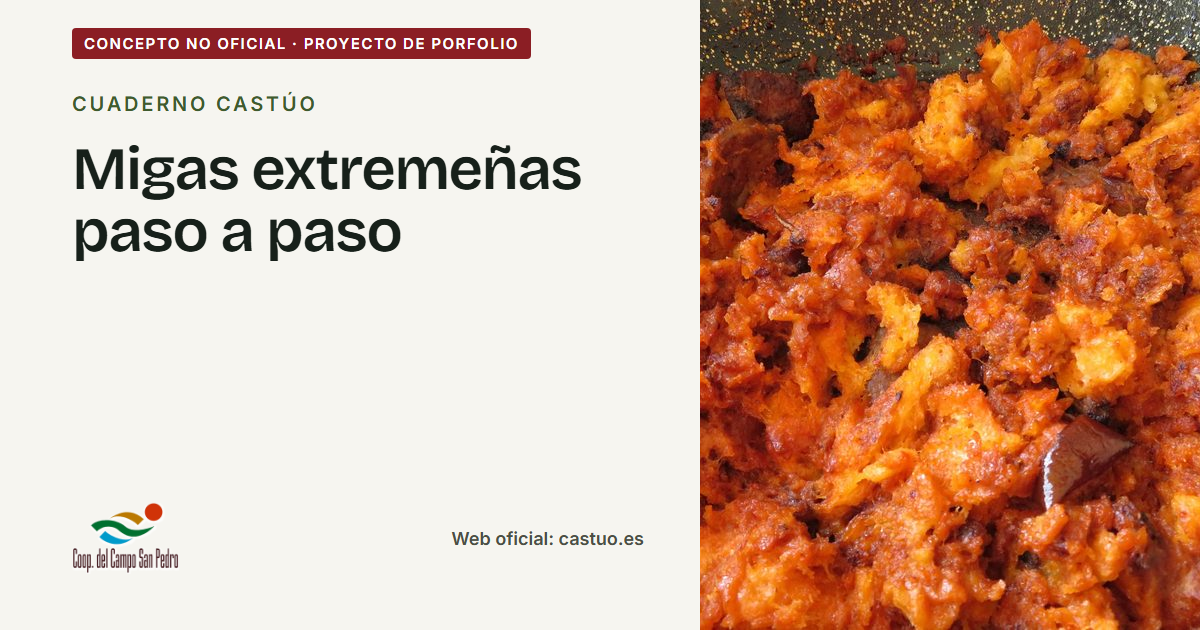 CONCEPTO NO OFICIAL · PROYECTO DE PORFOLIO
CUADERNO CASTÚO
Migas extremeñas
paso a paso
Coop. del Campo San Pedro
Web oficial: castuo.es